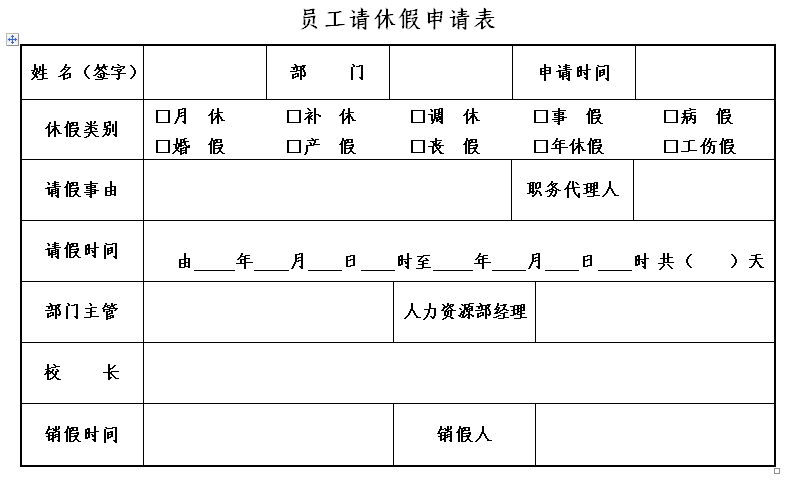 员工请休假申请表
姓 名（签字） 部 门 申请时间
休假类别 □月 休 □补 休 □调 休 □事 假 □病 假
□婚 假 □产 假 □丧 假 □年休假 □工伤假
请假事由 职务代理人
请假时间 由____年____月____日____时至____年____月____日____时 共（ ）天
部门主管 人力资源部经理
校 长
销假时间 销假人